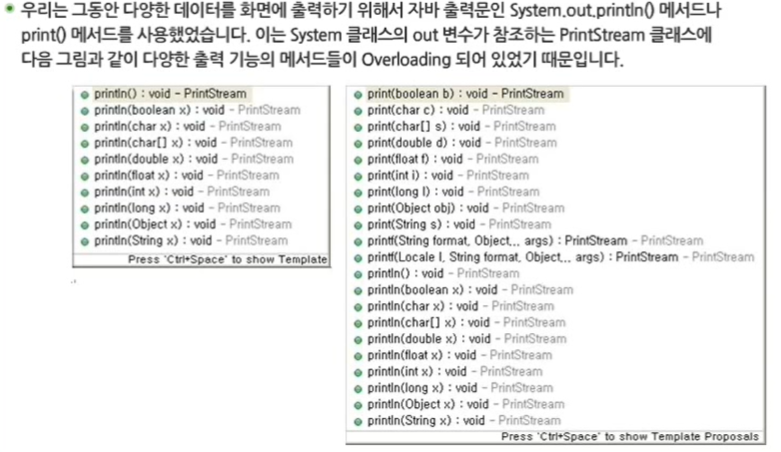 우리는 그동안 다양한 데이터를 화면에 출력하기 위해서 자바 출력문인 System.out.println() 메서드나
print() 메서드를 사용했었습니다. 이는 System 클래스의 out 변수가 참조하는 PrintStream 클래스에
다음 그림과 같이 다양한 출력 기능의 메서드들이 Overloading 되어 있었기 때문입니다.
println() : void - PrintStream
println(boolean x) : void - PrintStream
println(char x) : void - PrintStream
println(char[] x) : void - PrintStream
println(double x) : void - PrintStream
println(float x) : void - PrintStream
println(int x) : void - PrintStream
println(long x) : void - PrintStream
println(Object x) : void - PrintStream
println(String x) : void - PrintStream
Press 'Ctrl+Space' to show Template
print(boolean b) : void - PrintStream
print(char c) : void - PrintStream
print(char[] s) : void - PrintStream
print(double d) : void - PrintStream
print(float f) : void - PrintStream
print(int i) : void - PrintStream
print(long l) : void - PrintStream
print(Object obj) : void - PrintStream
print(String s) : void - PrintStream
printf(String format, Object... args) : PrintStream - PrintStream
printf(Locale l, String format, Object... args) : PrintStream - PrintStream
println() : void - PrintStream
println(boolean x) : void - PrintStream
println(char x) : void - PrintStream
println(char[] x) : void - PrintStream
println(double x) : void - PrintStream
println(float x) : void - PrintStream
println(int x) : void - PrintStream
println(long x) : void - PrintStream
println(Object x) : void - PrintStream
println(String x) : void - PrintStream
Press 'Ctrl+Space' to show Template Proposals